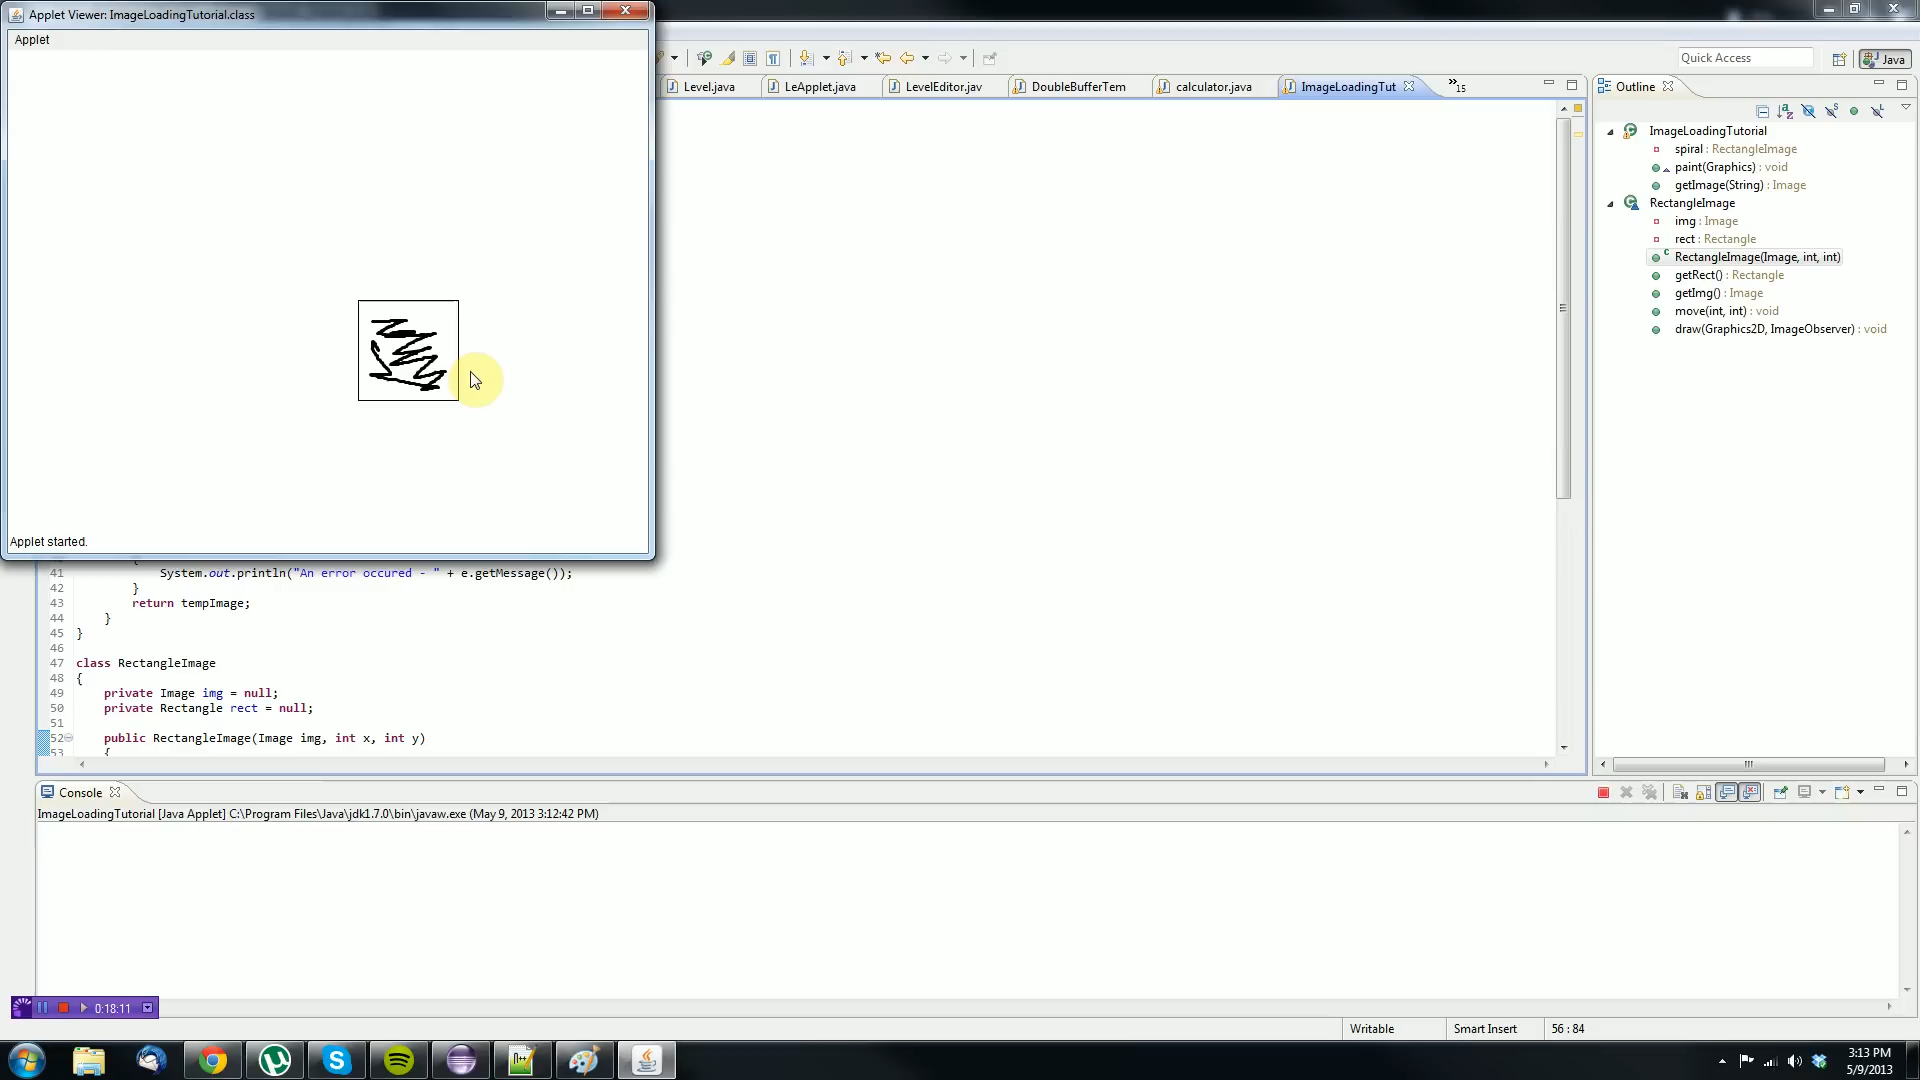 Applet Viewer: ImageLoadingTutorial.class
Applet
Applet started.
Quick Access
Java
Level.java
LeApplet.java
LevelEditor.jav
DoubleBufferTem
calculator.java
ImageLoadingTut
»15
41 System.out.println("An error occured - " + e.getMessage());
42 }
43 return tempImage;
44 }
45 }
46
47 class RectangleImage
48 {
49 private Image img = null;
50 private Rectangle rect = null;
51
52 public RectangleImage(Image img, int x, int y)
53 {
Outline
ImageLoadingTutorial
spiral : RectangleImage
paint(Graphics) : void
getImage(String) : Image
RectangleImage
img : Image
rect : Rectangle
RectangleImage(Image, int, int)
getRect() : Rectangle
getImg() : Image
move(int, int) : void
draw(Graphics2D, ImageObserver) : void
Console
ImageLoadingTutorial [Java Applet] C:\Program Files\Java\jdk1.7.0\bin\javaw.exe (May 9, 2013 3:12:42 PM)
0:18:11
Writable
Smart Insert
56 : 84
3:13 PM
5/9/2013